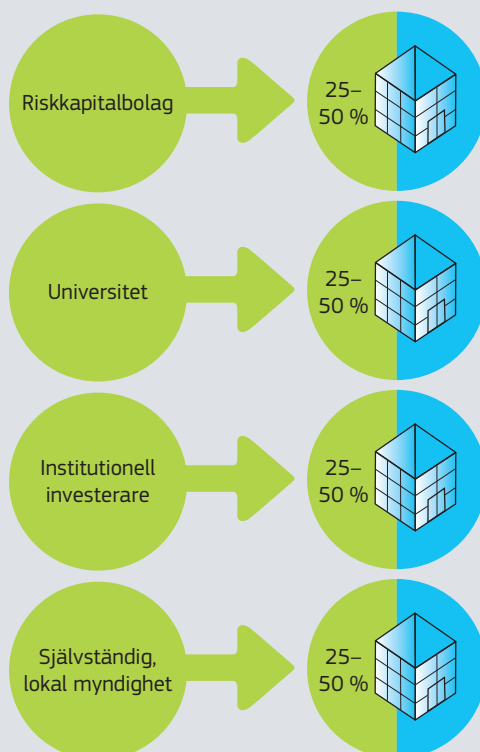 Riskkapitalbolag
25–
50 %
Universitet
25–
50 %
Institutionell
investerare
25–
50 %
Självständig,
lokal myndighet
25–
50 %